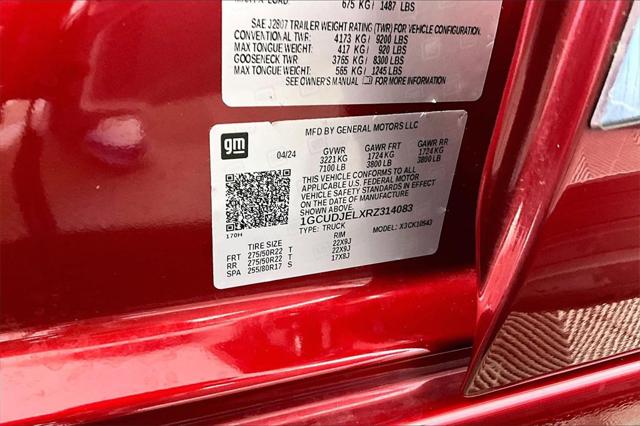 675 KG/ 1487 LBS
SAE J2807 TRAILER WEIGHT RATING (TWR) FOR VEHICLE CONFIGURATION.
CONVENTIONAL TWR: 4173 KG/ 9200 LBS
MAX TONGUE WEIGHT: 417 KG/ 920 LBS
GOOSENECK TWR: 3765 KG/ 8300 LBS
MAX TONGUE WEIGHT: 565 KG/ 1245 LBS
SEE OWNER'S MANUAL FOR MORE INFORMATION
gm
MFD BY GENERAL MOTORS LLC
04/24 GVWR GAWR FRT GAWR RR
3221 KG 1724 KG 1724 KG
7100 LB 3800 LB 3800 LB
THIS VEHICLE CONFORMS TO ALL
APPLICABLE U.S. FEDERAL MOTOR
VEHICLE SAFETY STANDARDS IN EFFECT
ON THE DATE OF MANUFACTURE SHOWN ABOVE.
1GCUDJELXRZ314083
TYPE: TRUCK MODEL: X3CK10543
170H
TIRE SIZE RIM
FRT 275/50R22 T 22X9J
RR 275/50R22 T 22X9J
SPA 255/80R17 S 17X8J